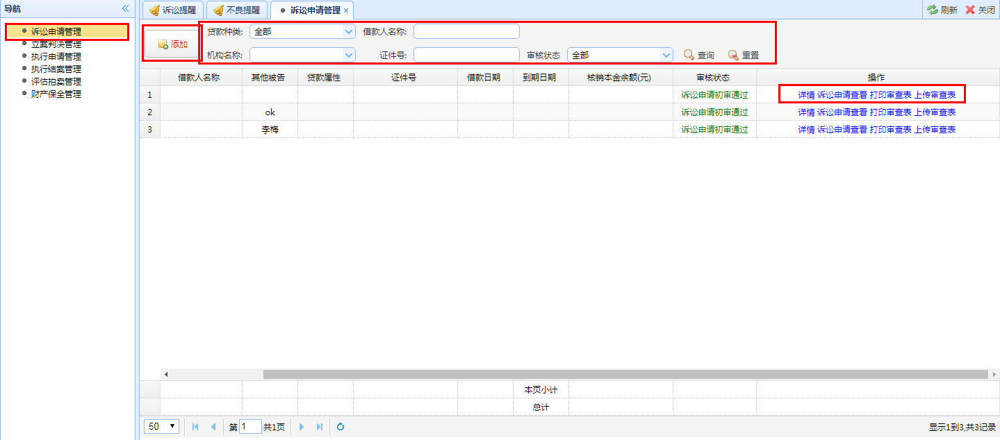 导航
诉讼申请管理
立案判决管理
执行申请管理
执行结案管理
评估拍卖管理
财产保全管理
诉讼提醒 不良提醒 诉讼申请管理 刷新 关闭
添加
贷款种类: 全部 借款人名称:
机构名称: 证件号: 审核状态 全部 查询 重置
借款人名称 其他被告 贷款属性 证件号 借款日期 到期日期 核销本金余额(元) 审核状态 操作
1 诉讼申请初审通过 详情 诉讼申请查看 打印审查表 上传审查表
2 ok 诉讼申请初审通过 详情 诉讼申请查看 打印审查表 上传审查表
3 李梅 诉讼申请初审通过 详情 诉讼申请查看 打印审查表 上传审查表
本页小计
总计
50 第 1 共1页 显示1到3,共3记录